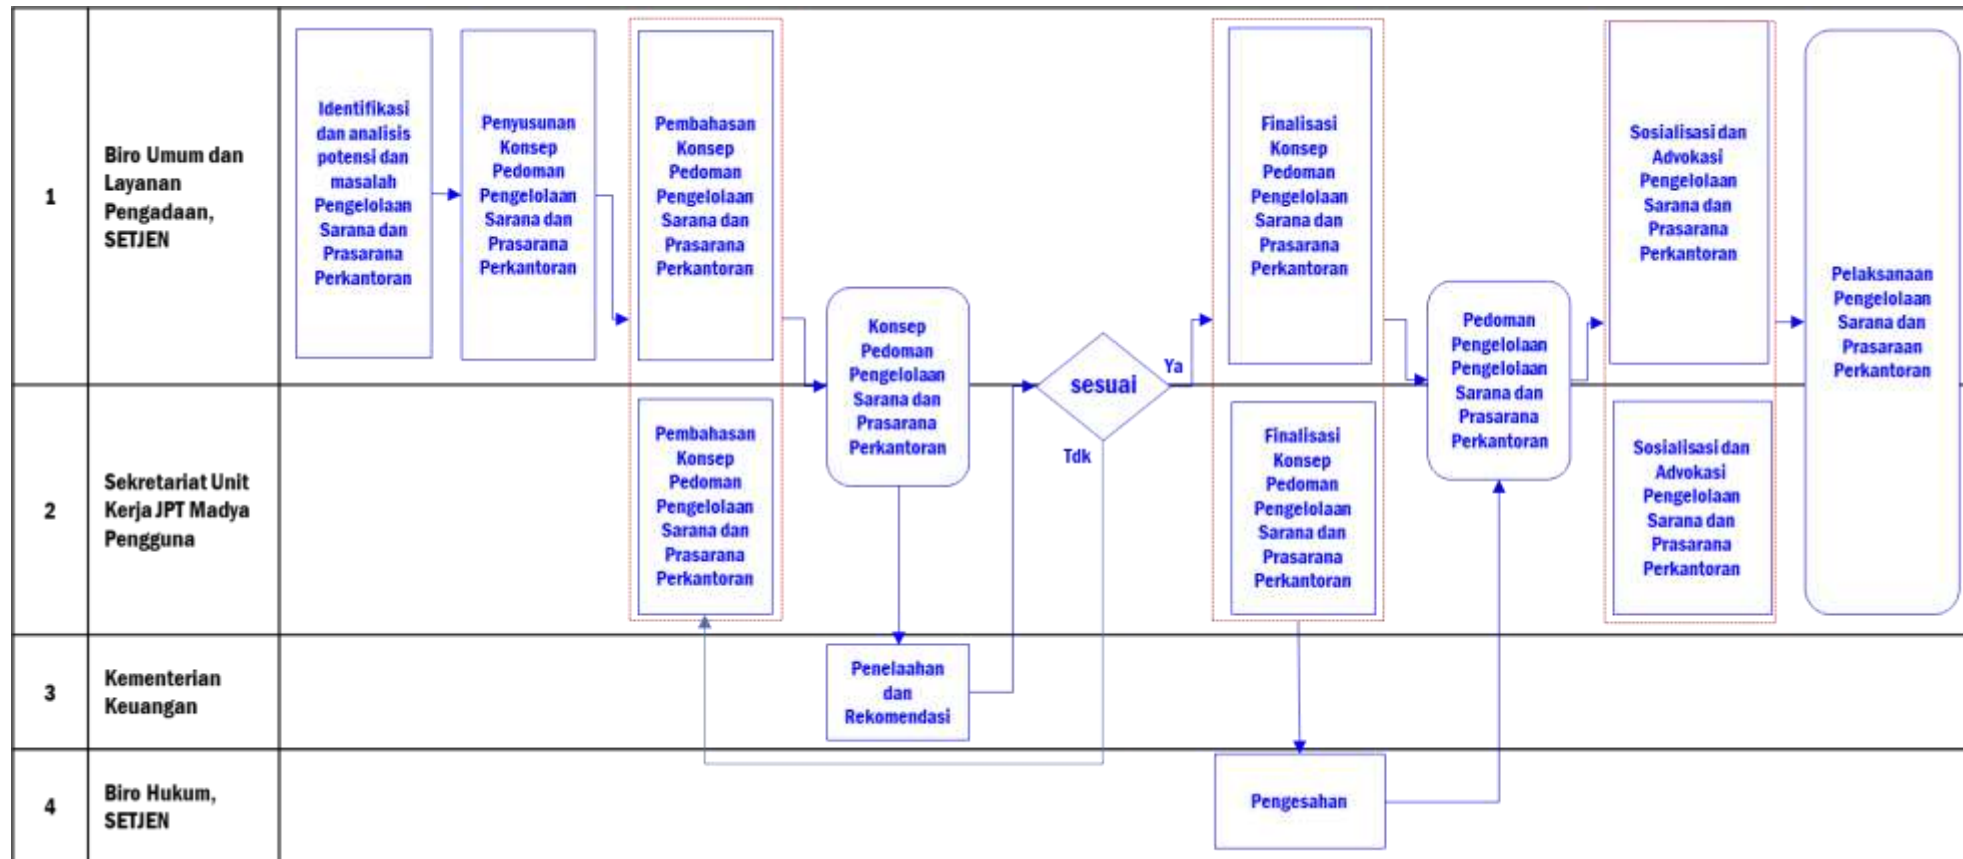 1
Biro Umum dan
Layanan
Pengadaan,
SETJEN
Identifikasi
dan analisis
potensi dan
masalah
Pengelolaan
Sarana dan
Prasarana
Perkantoran
Penyusunan
Konsep
Pedoman
Pengelolaan
Sarana dan
Prasarana
Perkantoran
Pembahasan
Konsep
Pedoman
Pengelolaan
Sarana dan
Prasarana
Perkantoran
Konsep
Pedoman
Pengelolaan
Sarana dan
Prasarana
Perkantoran
sesuai
Ya
Tdk
Finalisasi
Konsep
Pedoman
Pengelolaan
Sarana dan
Prasarana
Perkantoran
Pedoman
Pengelolaan
Pengelolaan
Sarana dan
Prasarana
Perkantoran
Sosialisasi dan
Advokasi
Pengelolaan
Sarana dan
Prasarana
Perkantoran
Pelaksanaan
Pengelolaan
Sarana dan
Prasaraan
Perkantoran
2
Sekretariat Unit
Kerja JPT Madya
Pengguna
Pembahasan
Konsep
Pedoman
Pengelolaan
Sarana dan
Prasarana
Perkantoran
Finalisasi
Konsep
Pedoman
Pengelolaan
Sarana dan
Prasarana
Perkantoran
Sosialisasi dan
Advokasi
Pengelolaan
Sarana dan
Prasarana
Perkantoran
3
Kementerian
Keuangan
Penelaahan
dan
Rekomendasi
4
Biro Hukum,
SETJEN
Pengesahan